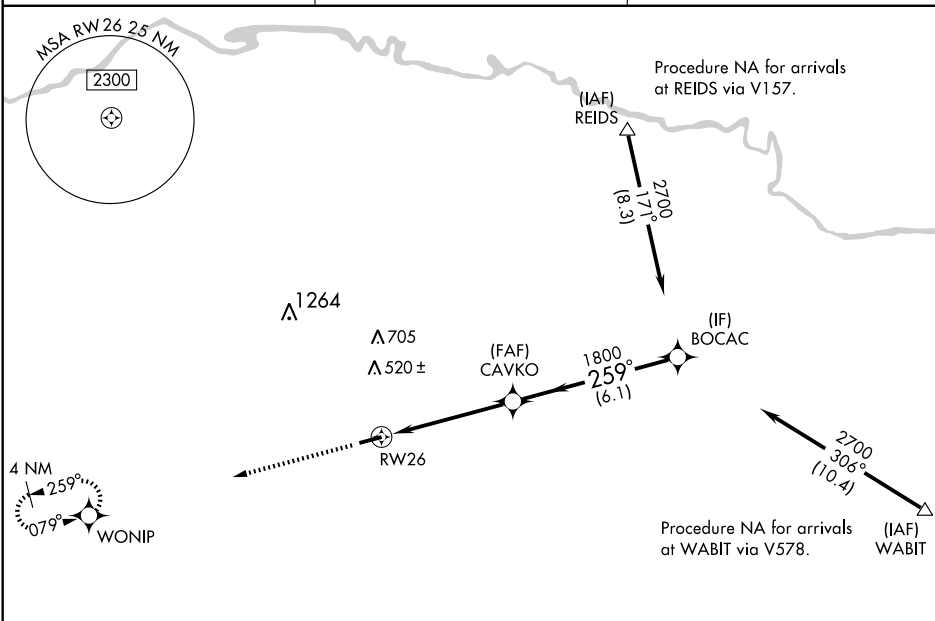 MSA RW26 25 NM
2300
Procedure NA for arrivals
at REIDS via V157.
(IAF)
REIDS
2700
171°
(8.3)
1264
705
520 ±
(FAF)
CAVKO
1800
259°
(6.1)
(IF)
BOCAC
RW26
2700
306°
(10.4)
4 NM
259°
079°
WONIP
Procedure NA for arrivals
at WABIT via V578.
(IAF)
WABIT